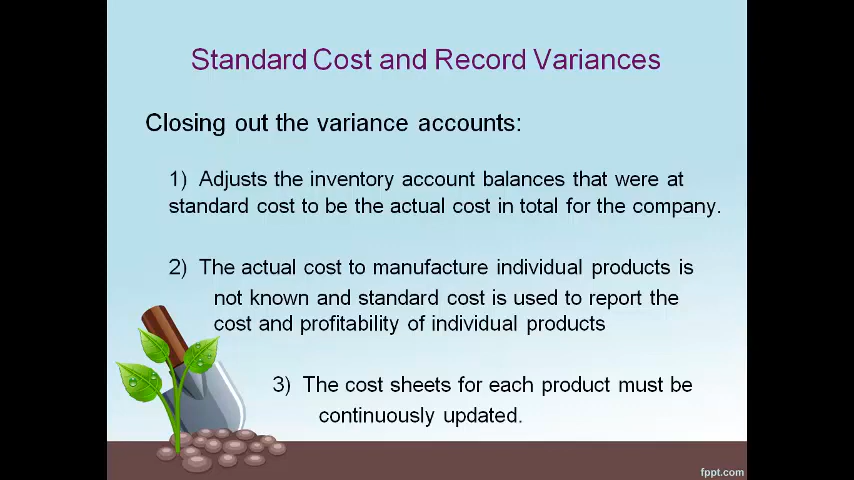 Standard Cost and Record Variances
Closing out the variance accounts:
1) Adjusts the inventory account balances that were at
standard cost to be the actual cost in total for the company.
2) The actual cost to manufacture individual products is
not known and standard cost is used to report the
cost and profitability of individual products
3) The cost sheets for each product must be
continuously updated.
fppt.com